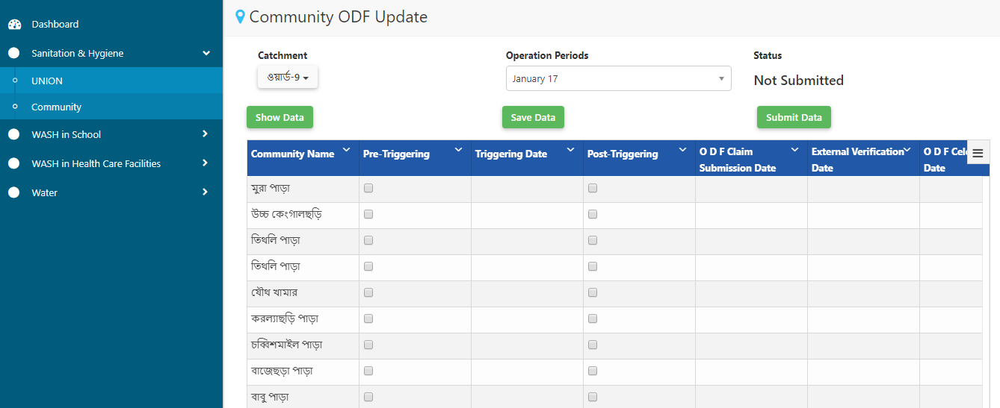 Dashboard
Sanitation & Hygiene
UNION
Community
WASH in School
WASH in Health Care Facilities
Water
Community ODF Update
Catchment
ওয়ার্ড-9
Operation Periods
January 17
Status
Not Submitted
Show Data
Save Data
Submit Data
Community Name
Pre-Triggering
Triggering Date
Post-Triggering
O D F Claim
Submission Date
External Verification
Date
O D F Cele
Date
মুরা পাড়া
উচ্চ কেংগালছড়ি
তিথলি পাড়া
তিথলি পাড়া
যৌথ খামার
করল্যাছড়ি পাড়া
চব্বিশমাইল পাড়া
বাজেছড়া পাড়া
বাবু পাড়া